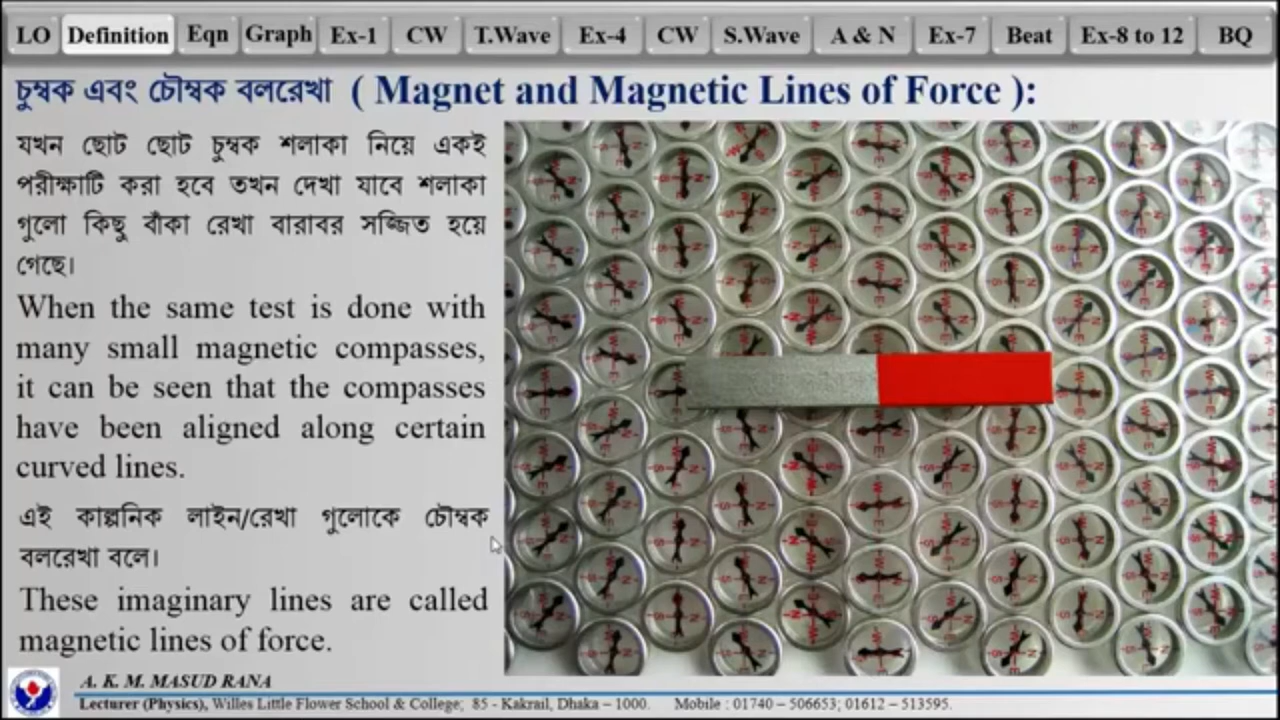 LO Definition Eqn Graph Ex-1 CW T.Wave Ex-4 CW S.Wave A & N Ex-7 Beat Ex-8 to 12 BQ
চুম্বক এবং চৌম্বক বলরেখা ( Magnet and Magnetic Lines of Force ):
যখন ছোট ছোট চুম্বক শলাকা নিয়ে একই
পরীক্ষাটি করা হবে তখন দেখা যাবে শলাকা
গুলো কিছু বাঁকা রেখা বারাবর সজ্জিত হয়ে
গেছে।
When the same test is done with
many small magnetic compasses,
it can be seen that the compasses
have been aligned along certain
curved lines.
এই কাল্পনিক লাইন/রেখা গুলোকে চৌম্বক
বলরেখা বলে।
These imaginary lines are called
magnetic lines of force.
A. K. M. MASUD RANA
Lecturer (Physics), Willes Little Flower School & College; 85 - Kakrail, Dhaka – 1000. Mobile : 01740 – 506653; 01612 – 513595.